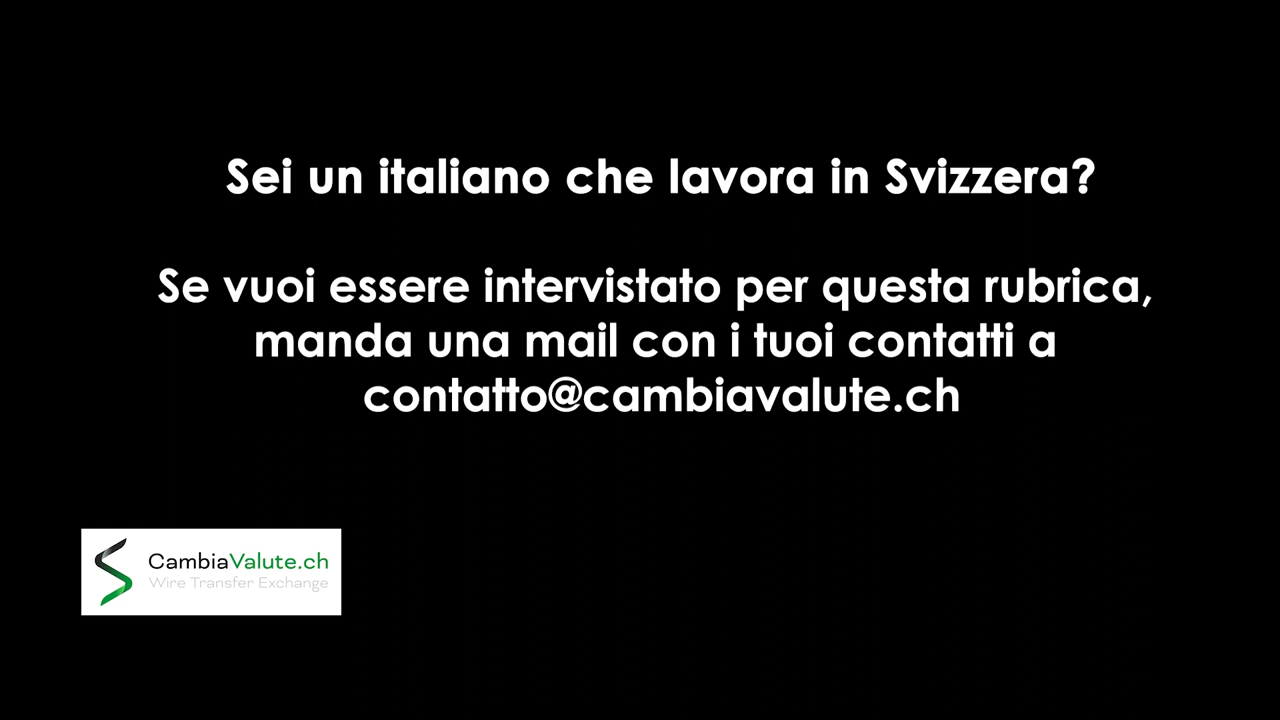 Sei un italiano che lavora in Svizzera?
Se vuoi essere intervistato per questa rubrica,
manda una mail con i tuoi contatti a
contatto@cambiavalute.ch
CambiaValute.ch
Wire Transfer Exchange